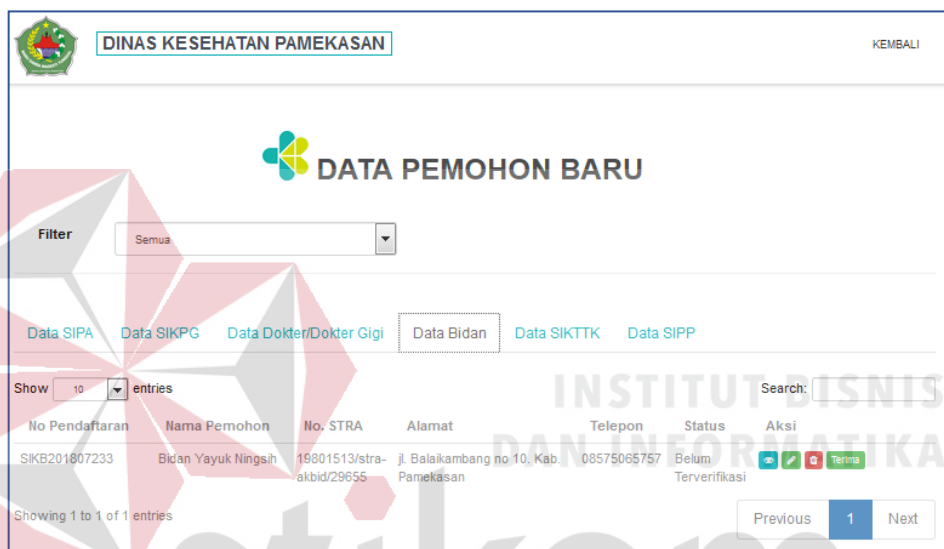 DINAS KESEHATAN PAMEKASAN
KEMBALI
DATA PEMOHON BARU
Filter Semua
Data SIPA Data SIKPG Data Dokter/Dokter Gigi Data Bidan Data SIKTTK Data SIPP
INSTITUT BISNIS
Show 10 entries Search:
No Pendaftaran Nama Pemohon No. STRA Alamat Telepon Status Aksi
DAN INFORMATIKA
SIKB201807233 Bidan Yayuk Ningsih 19801513/stra- jl. Balaikambang no 10. Kab. 08575065757 Belum Terima
akbid/29655 Pamekasan Terverifikasi
Showing 1 to 1 of 1 entries
Previous 1 Next